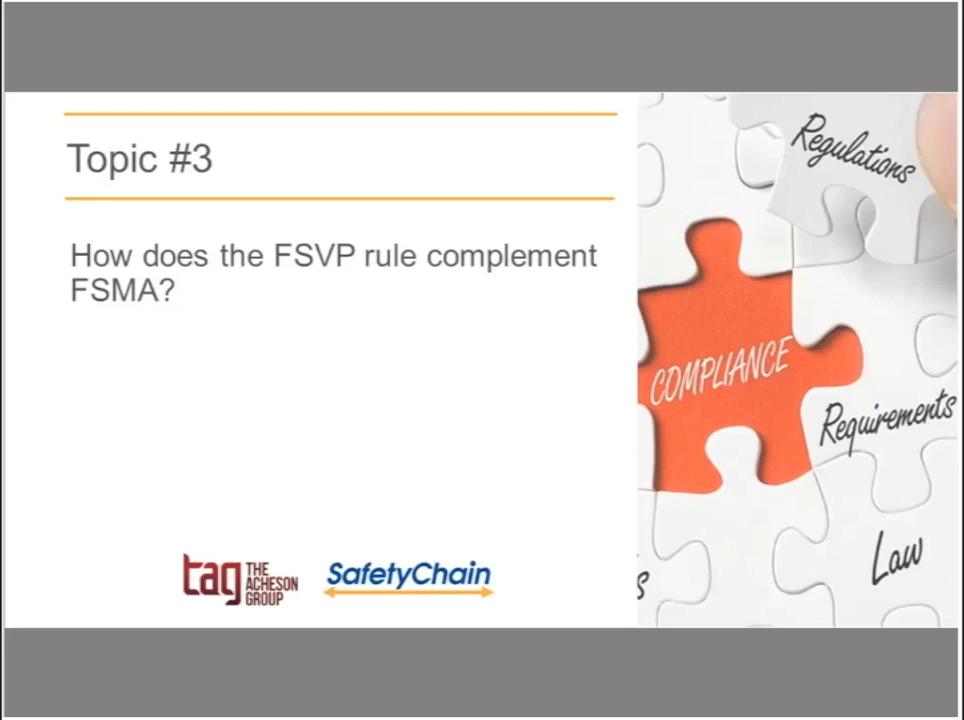 Topic #3
How does the FSVP rule complement
FSMA?
Regulations
COMPLIANCE
Requirements
Law
s
tag THE
ACHESON
GROUP
SafetyChain